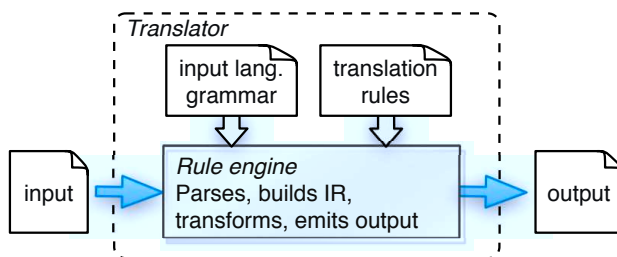 Translator
input lang.
grammar
translation
rules
input
Rule engine
Parses, builds IR,
transforms, emits output
output